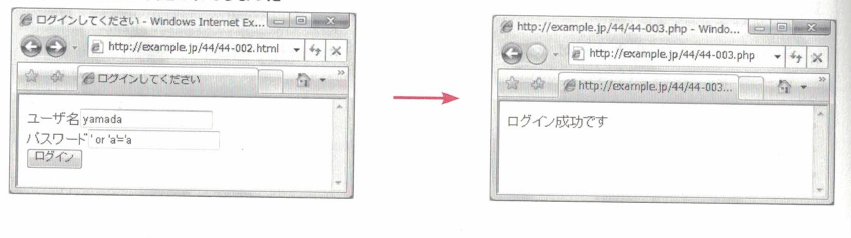 ログインしてください - Windows Internet Ex...
http://example.jp/44/44-002.html
ログインしてください
ユーザ名 yamada
パスワード ' or 'a'='a
ログイン
http://example.jp/44/44-003.php - Windo...
http://example.jp/44/44-003.php
http://example.jp/44/44-003...
ログイン成功です